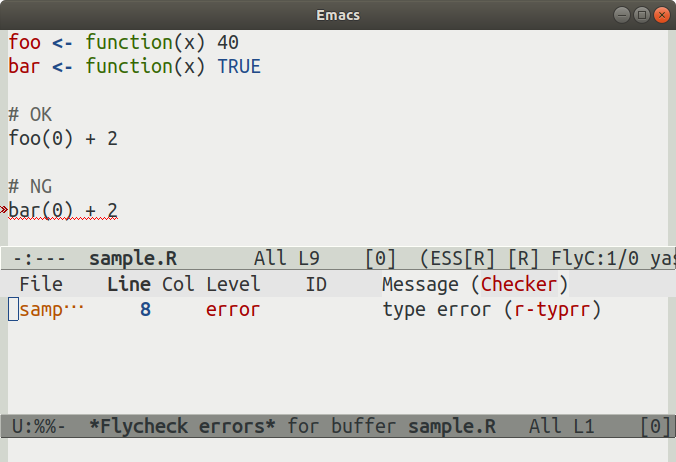 Emacs
foo <- function(x) 40
bar <- function(x) TRUE
# OK
foo(0) + 2
# NG
bar(0) + 2
-:--- sample.R All L9 [0] (ESS[R] [R] FlyC:1/0 yas
File Line Col Level ID Message (Checker)
samp⋯ 8 error type error (r-typrr)
U:%%- *Flycheck errors* for buffer sample.R All L1 [0]